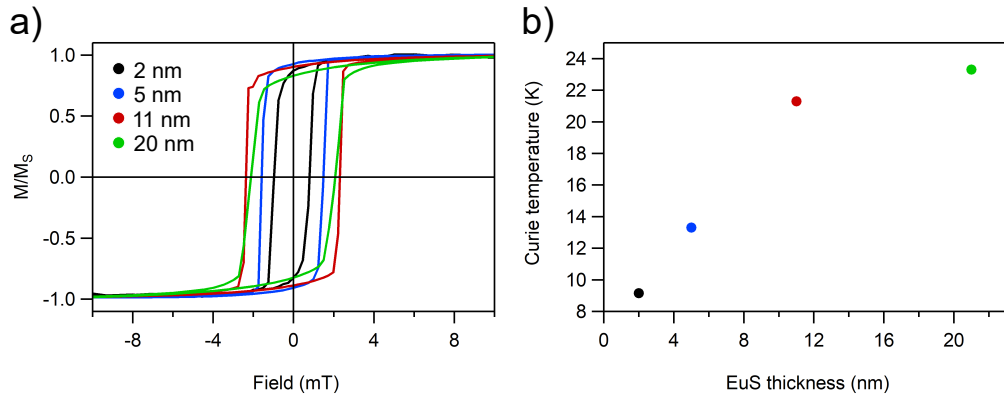 a)
1.0
0.5
0.0
-0.5
-1.0
M/M_S
2 nm
5 nm
11 nm
20 nm
-8
-4
0
4
8
Field (mT)
b)
24
22
20
18
16
14
12
10
8
Curie temperature (K)
0
4
8
12
16
20
EuS thickness (nm)